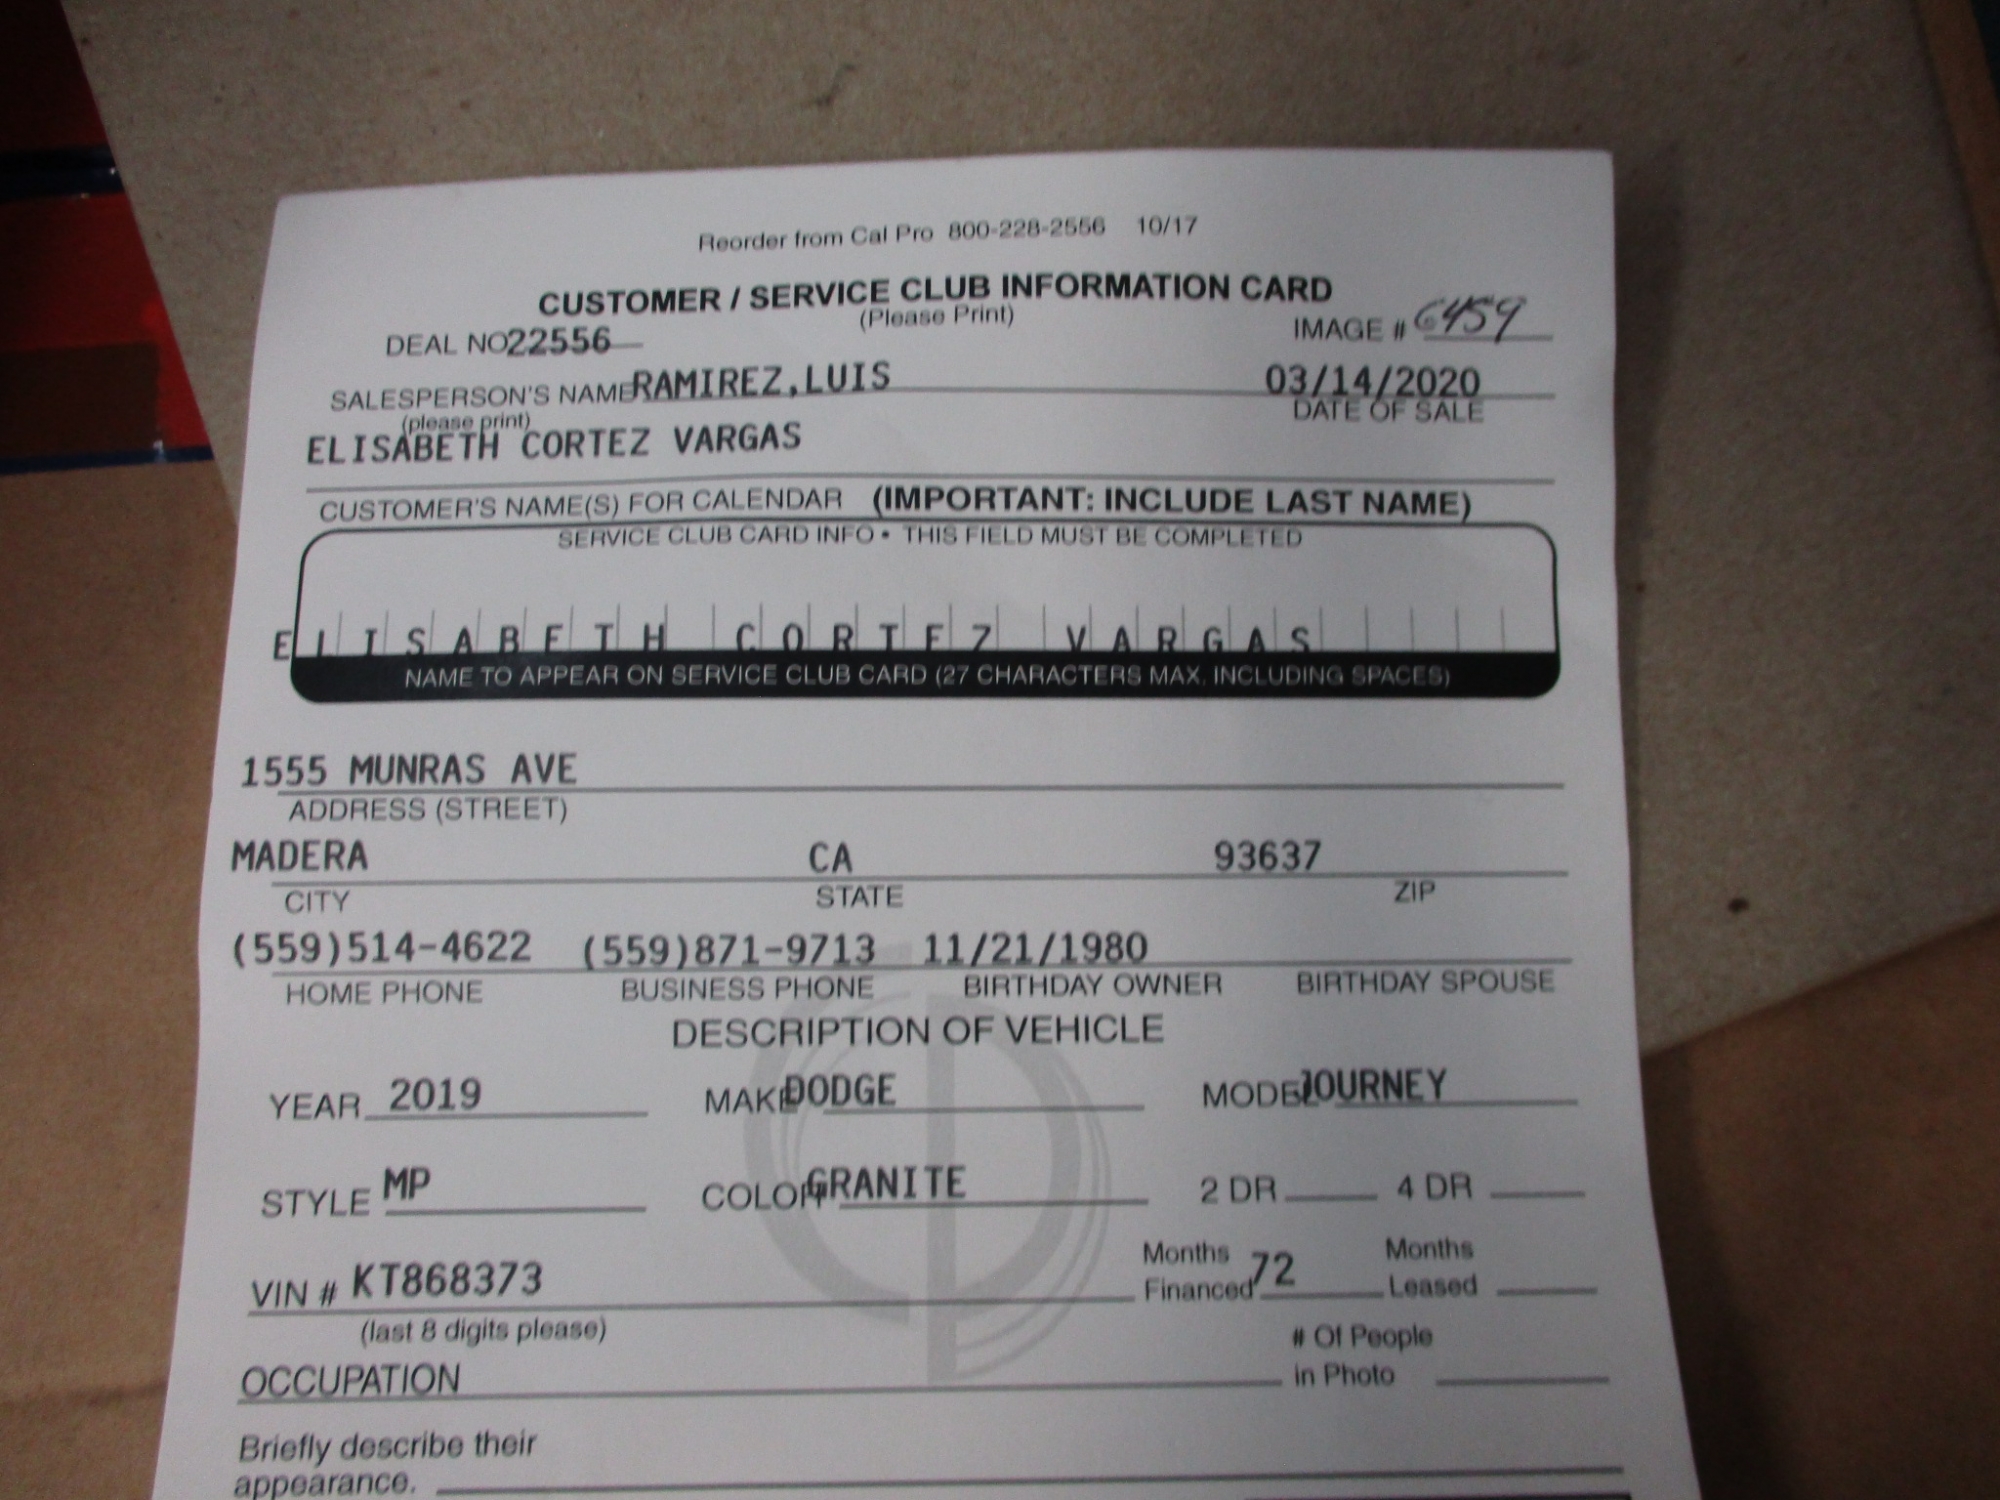 Reorder from Cal Pro 800-228-2556 10/17
CUSTOMER / SERVICE CLUB INFORMATION CARD
(Please Print)
DEAL NO 22556 IMAGE # 6459
SALESPERSON'S NAME RAMIREZ,LUIS 03/14/2020
(please print) DATE OF SALE
ELISABETH CORTEZ VARGAS
CUSTOMER'S NAME(S) FOR CALENDAR (IMPORTANT: INCLUDE LAST NAME)
SERVICE CLUB CARD INFO • THIS FIELD MUST BE COMPLETED
ELISABETH CORTEZ VARGAS
NAME TO APPEAR ON SERVICE CLUB CARD (27 CHARACTERS MAX. INCLUDING SPACES)
1555 MUNRAS AVE
ADDRESS (STREET)
MADERA CA 93637
CITY STATE ZIP
(559)514-4622 (559)871-9713 11/21/1980
HOME PHONE BUSINESS PHONE BIRTHDAY OWNER BIRTHDAY SPOUSE
DESCRIPTION OF VEHICLE
YEAR 2019 MAKE DODGE MODEL JOURNEY
STYLE MP COLOR GRANITE 2 DR 4 DR
VIN # KT868373 Months Financed 72 Months Leased
(last 8 digits please)
OCCUPATION # Of People in Photo
Briefly describe their
appearance.